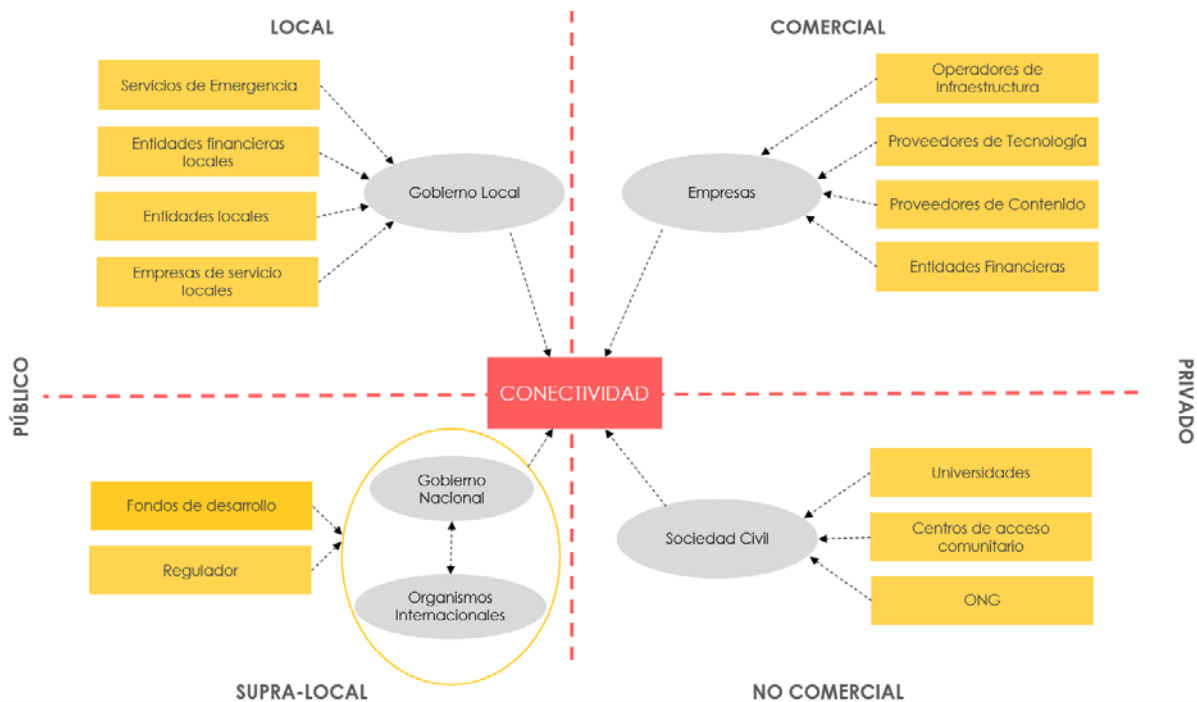 LOCAL
COMERCIAL
Servicios de Emergencia
Entidades financieras
locales
Entidades locales
Empresas de servicio
locales
Gobierno Local
Empresas
Operadores de
Infraestructura
Proveedores de Tecnología
Proveedores de Contenido
Entidades Financieras
PÚBLICO
CONECTIVIDAD
PRIVADO
Fondos de desarrollo
Regulador
Gobierno
Nacional
Organismos
Internacionales
Sociedad Civil
Universidades
Centros de acceso
comunitario
ONG
SUPRA-LOCAL
NO COMERCIAL